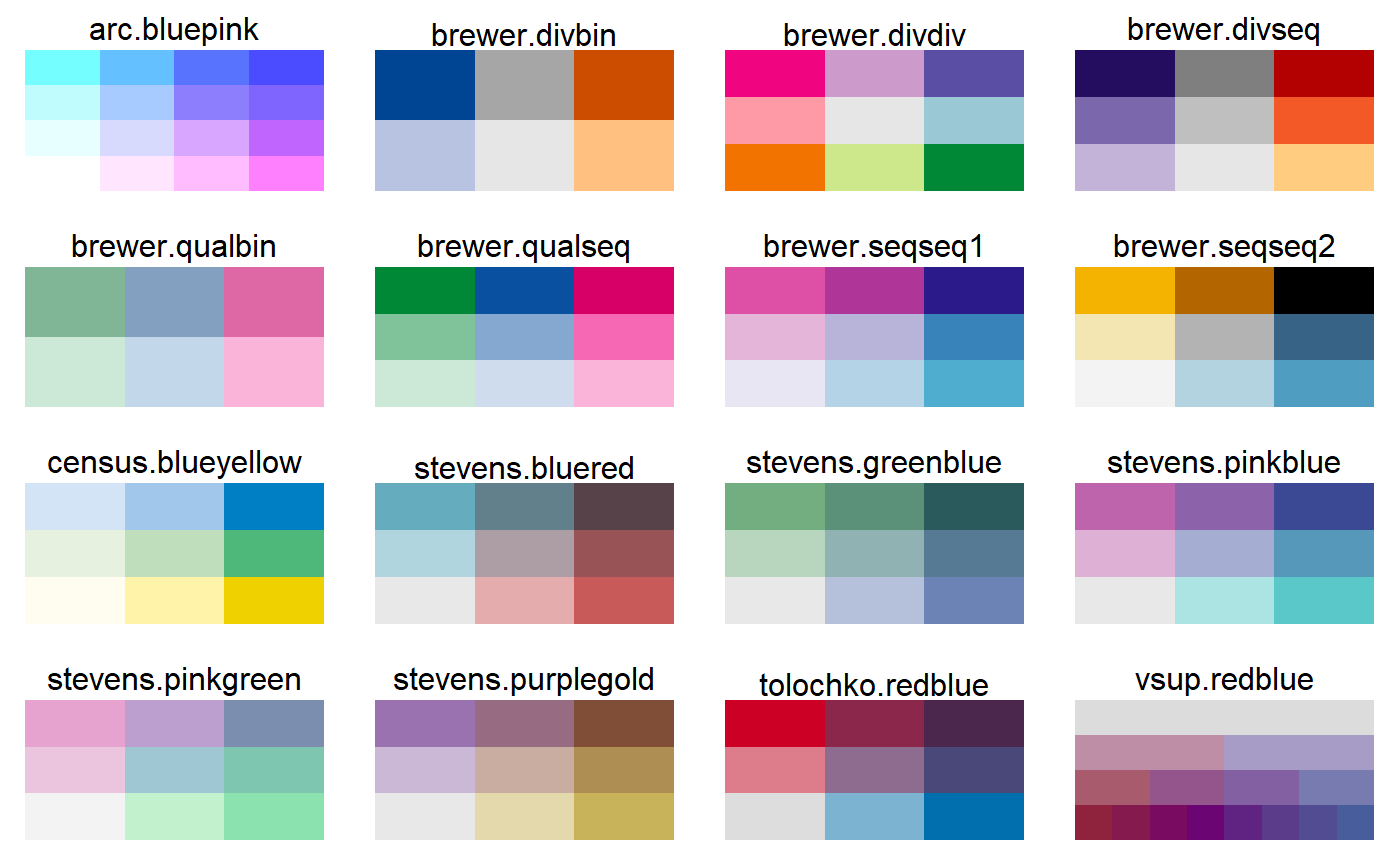 arc.bluepink
brewer.divbin
brewer.divdiv
brewer.divseq
brewer.qualbin
brewer.qualseq
brewer.seqseq1
brewer.seqseq2
census.blueyellow
stevens.bluered
stevens.greenblue
stevens.pinkblue
stevens.pinkgreen
stevens.purplegold
tolochko.redblue
vsup.redblue